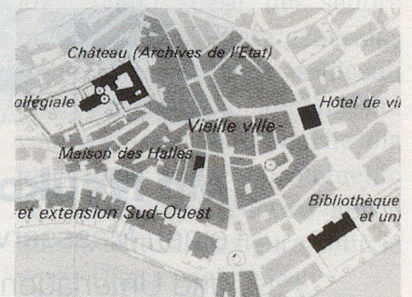 Château (Archives de l'Etat)
ollégiale
Hôtel de vil
Vieille ville
Maison des Halles
Bibliothèque
et extension Sud-Ouest
et uni